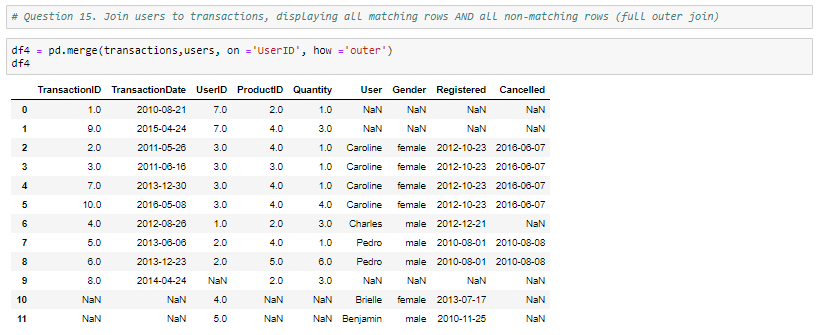 # Question 15. Join users to transactions, displaying all matching rows AND all non-matching rows (full outer join)
df4 = pd.merge(transactions,users, on ='UserID', how ='outer')
df4
TransactionID TransactionDate UserID ProductID Quantity User Gender Registered Cancelled
0 1.0 2010-08-21 7.0 2.0 1.0 NaN NaN NaN NaN
1 9.0 2015-04-24 7.0 4.0 3.0 NaN NaN NaN NaN
2 2.0 2011-05-26 3.0 4.0 1.0 Caroline female 2012-10-23 2016-06-07
3 3.0 2011-06-16 3.0 3.0 1.0 Caroline female 2012-10-23 2016-06-07
4 7.0 2013-12-30 3.0 4.0 1.0 Caroline female 2012-10-23 2016-06-07
5 10.0 2016-05-08 3.0 4.0 4.0 Caroline female 2012-10-23 2016-06-07
6 4.0 2012-08-26 1.0 2.0 3.0 Charles male 2012-12-21 NaN
7 5.0 2013-06-06 2.0 4.0 1.0 Pedro male 2010-08-01 2010-08-08
8 6.0 2013-12-23 2.0 5.0 6.0 Pedro male 2010-08-01 2010-08-08
9 8.0 2014-04-24 NaN 2.0 3.0 NaN NaN NaN NaN
10 NaN NaN 4.0 NaN NaN Brielle female 2013-07-17 NaN
11 NaN NaN 5.0 NaN NaN Benjamin male 2010-11-25 NaN